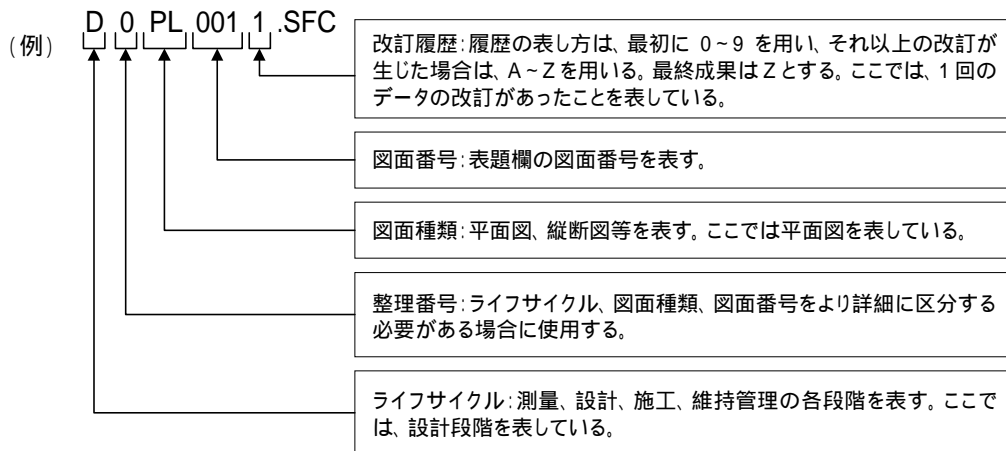 (例) D 0 PL 001 1 .SFC
改訂履歴:履歴の表し方は、最初に 0~9 を用い、それ以上の改訂が
生じた場合は、A~Zを用いる。最終成果はZとする。ここでは、1回の
データの改訂があったことを表している。
図面番号:表題欄の図面番号を表す。
図面種類:平面図、縦断図等を表す。ここでは平面図を表している。
整理番号:ライフサイクル、図面種類、図面番号をより詳細に区分する
必要がある場合に使用する。
ライフサイクル:測量、設計、施工、維持管理の各段階を表す。ここで
は、設計段階を表している。